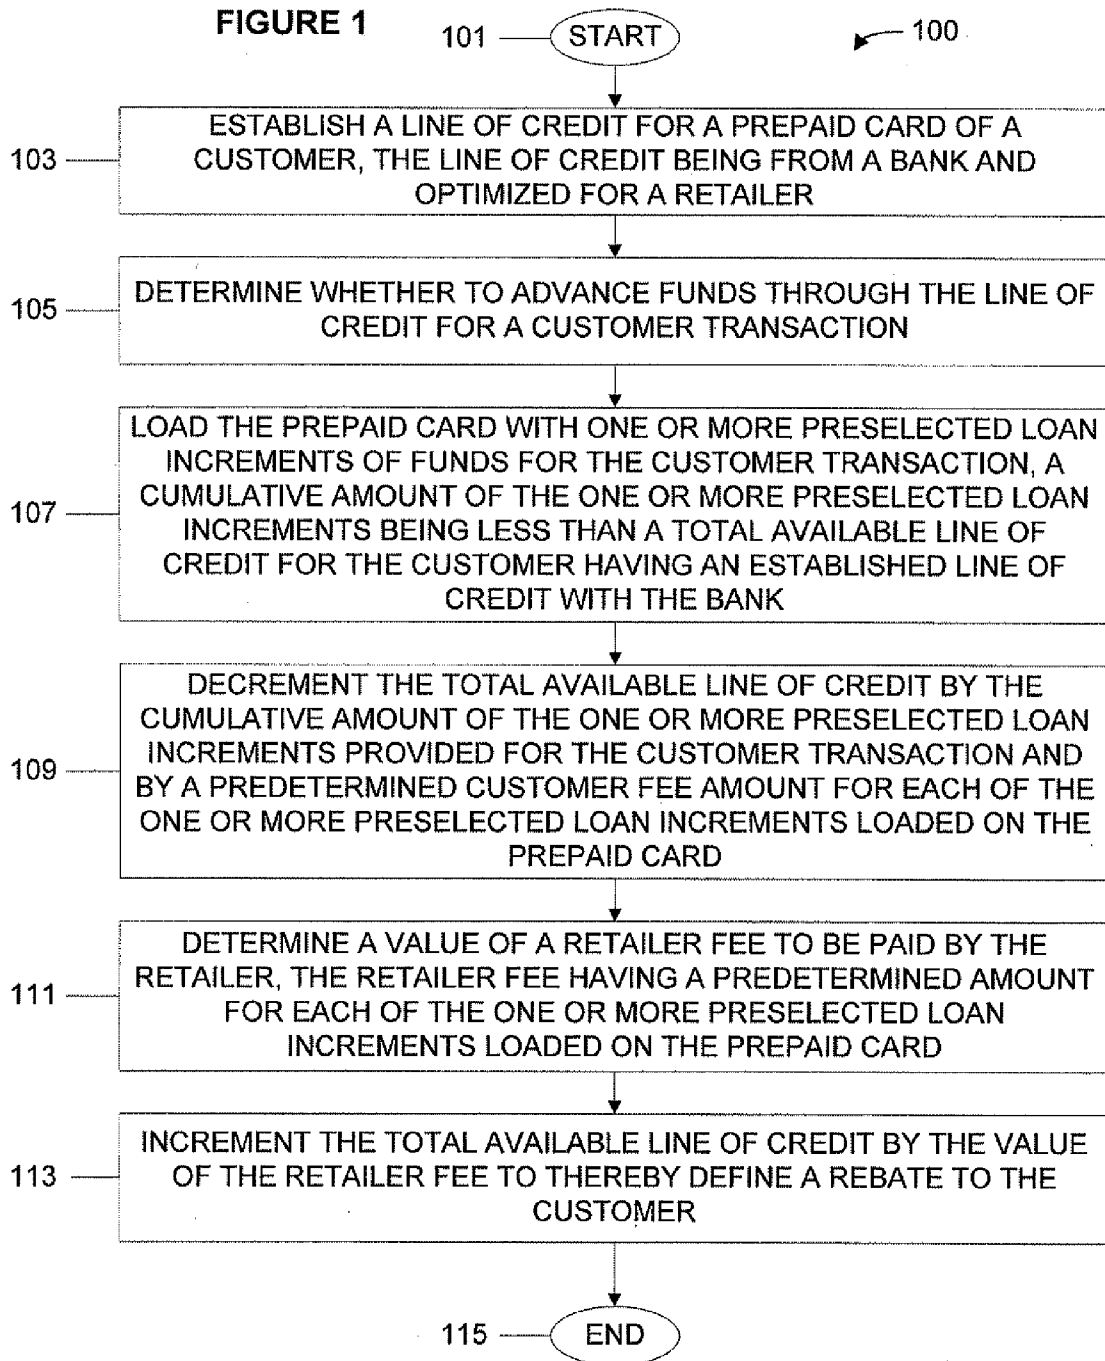 FIGURE 1
101
START
100
103
ESTABLISH A LINE OF CREDIT FOR A PREPAID CARD OF A
CUSTOMER, THE LINE OF CREDIT BEING FROM A BANK AND
OPTIMIZED FOR A RETAILER
105
DETERMINE WHETHER TO ADVANCE FUNDS THROUGH THE LINE OF
CREDIT FOR A CUSTOMER TRANSACTION
107
LOAD THE PREPAID CARD WITH ONE OR MORE PRESELECTED LOAN
INCREMENTS OF FUNDS FOR THE CUSTOMER TRANSACTION, A
CUMULATIVE AMOUNT OF THE ONE OR MORE PRESELECTED LOAN
INCREMENTS BEING LESS THAN A TOTAL AVAILABLE LINE OF
CREDIT FOR THE CUSTOMER HAVING AN ESTABLISHED LINE OF
CREDIT WITH THE BANK
109
DECREMENT THE TOTAL AVAILABLE LINE OF CREDIT BY THE
CUMULATIVE AMOUNT OF THE ONE OR MORE PRESELECTED LOAN
INCREMENTS PROVIDED FOR THE CUSTOMER TRANSACTION AND
BY A PREDETERMINED CUSTOMER FEE AMOUNT FOR EACH OF THE
ONE OR MORE PRESELECTED LOAN INCREMENTS LOADED ON THE
PREPAID CARD
111
DETERMINE A VALUE OF A RETAILER FEE TO BE PAID BY THE
RETAILER, THE RETAILER FEE HAVING A PREDETERMINED AMOUNT
FOR EACH OF THE ONE OR MORE PRESELECTED LOAN
INCREMENTS LOADED ON THE PREPAID CARD
113
INCREMENT THE TOTAL AVAILABLE LINE OF CREDIT BY THE VALUE
OF THE RETAILER FEE TO THEREBY DEFINE A REBATE TO THE
CUSTOMER
115
END